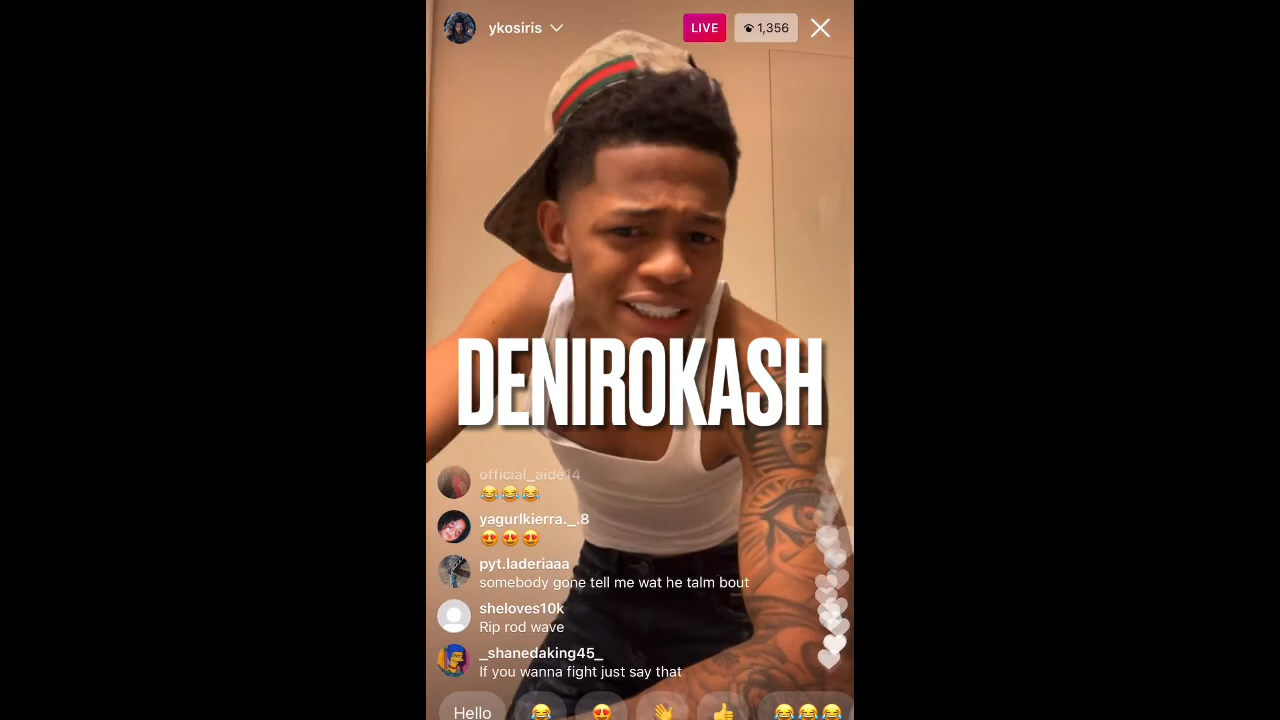 ykosiris
LIVE
1,356
DENIROKASH
official_aide14
😂😂😂
yagurlkierra._.8
😍😍😍
pyt.laderiaaa
somebody gone tell me wat he talm bout
sheloves10k
Rip rod wave
_shanedaking45_
If you wanna fight just say that
Hello 😂 😍 👋 👍 😂😂😂